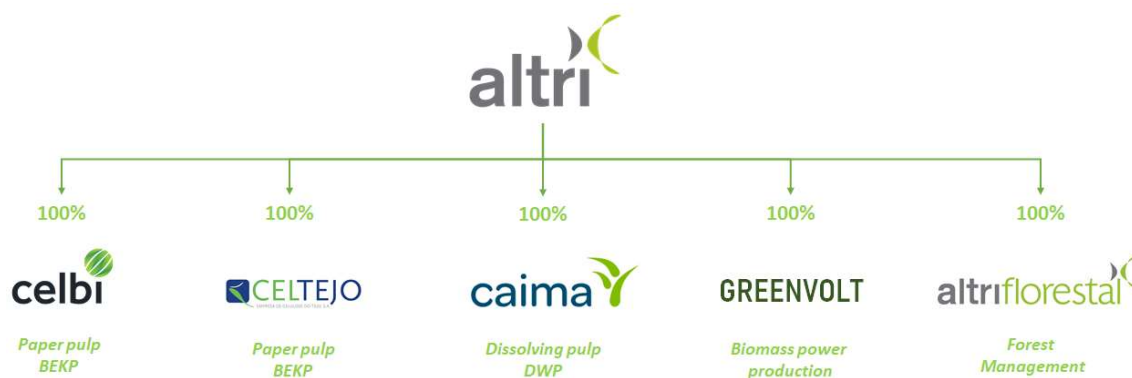 altri
100%
100%
100%
100%
100%
celbi
CELTEJO
caima
GREENVOLT
altriflorestal
Paper pulp
BEKP
Paper pulp
BEKP
Dissolving pulp
DWP
Biomass power
production
Forest
Management